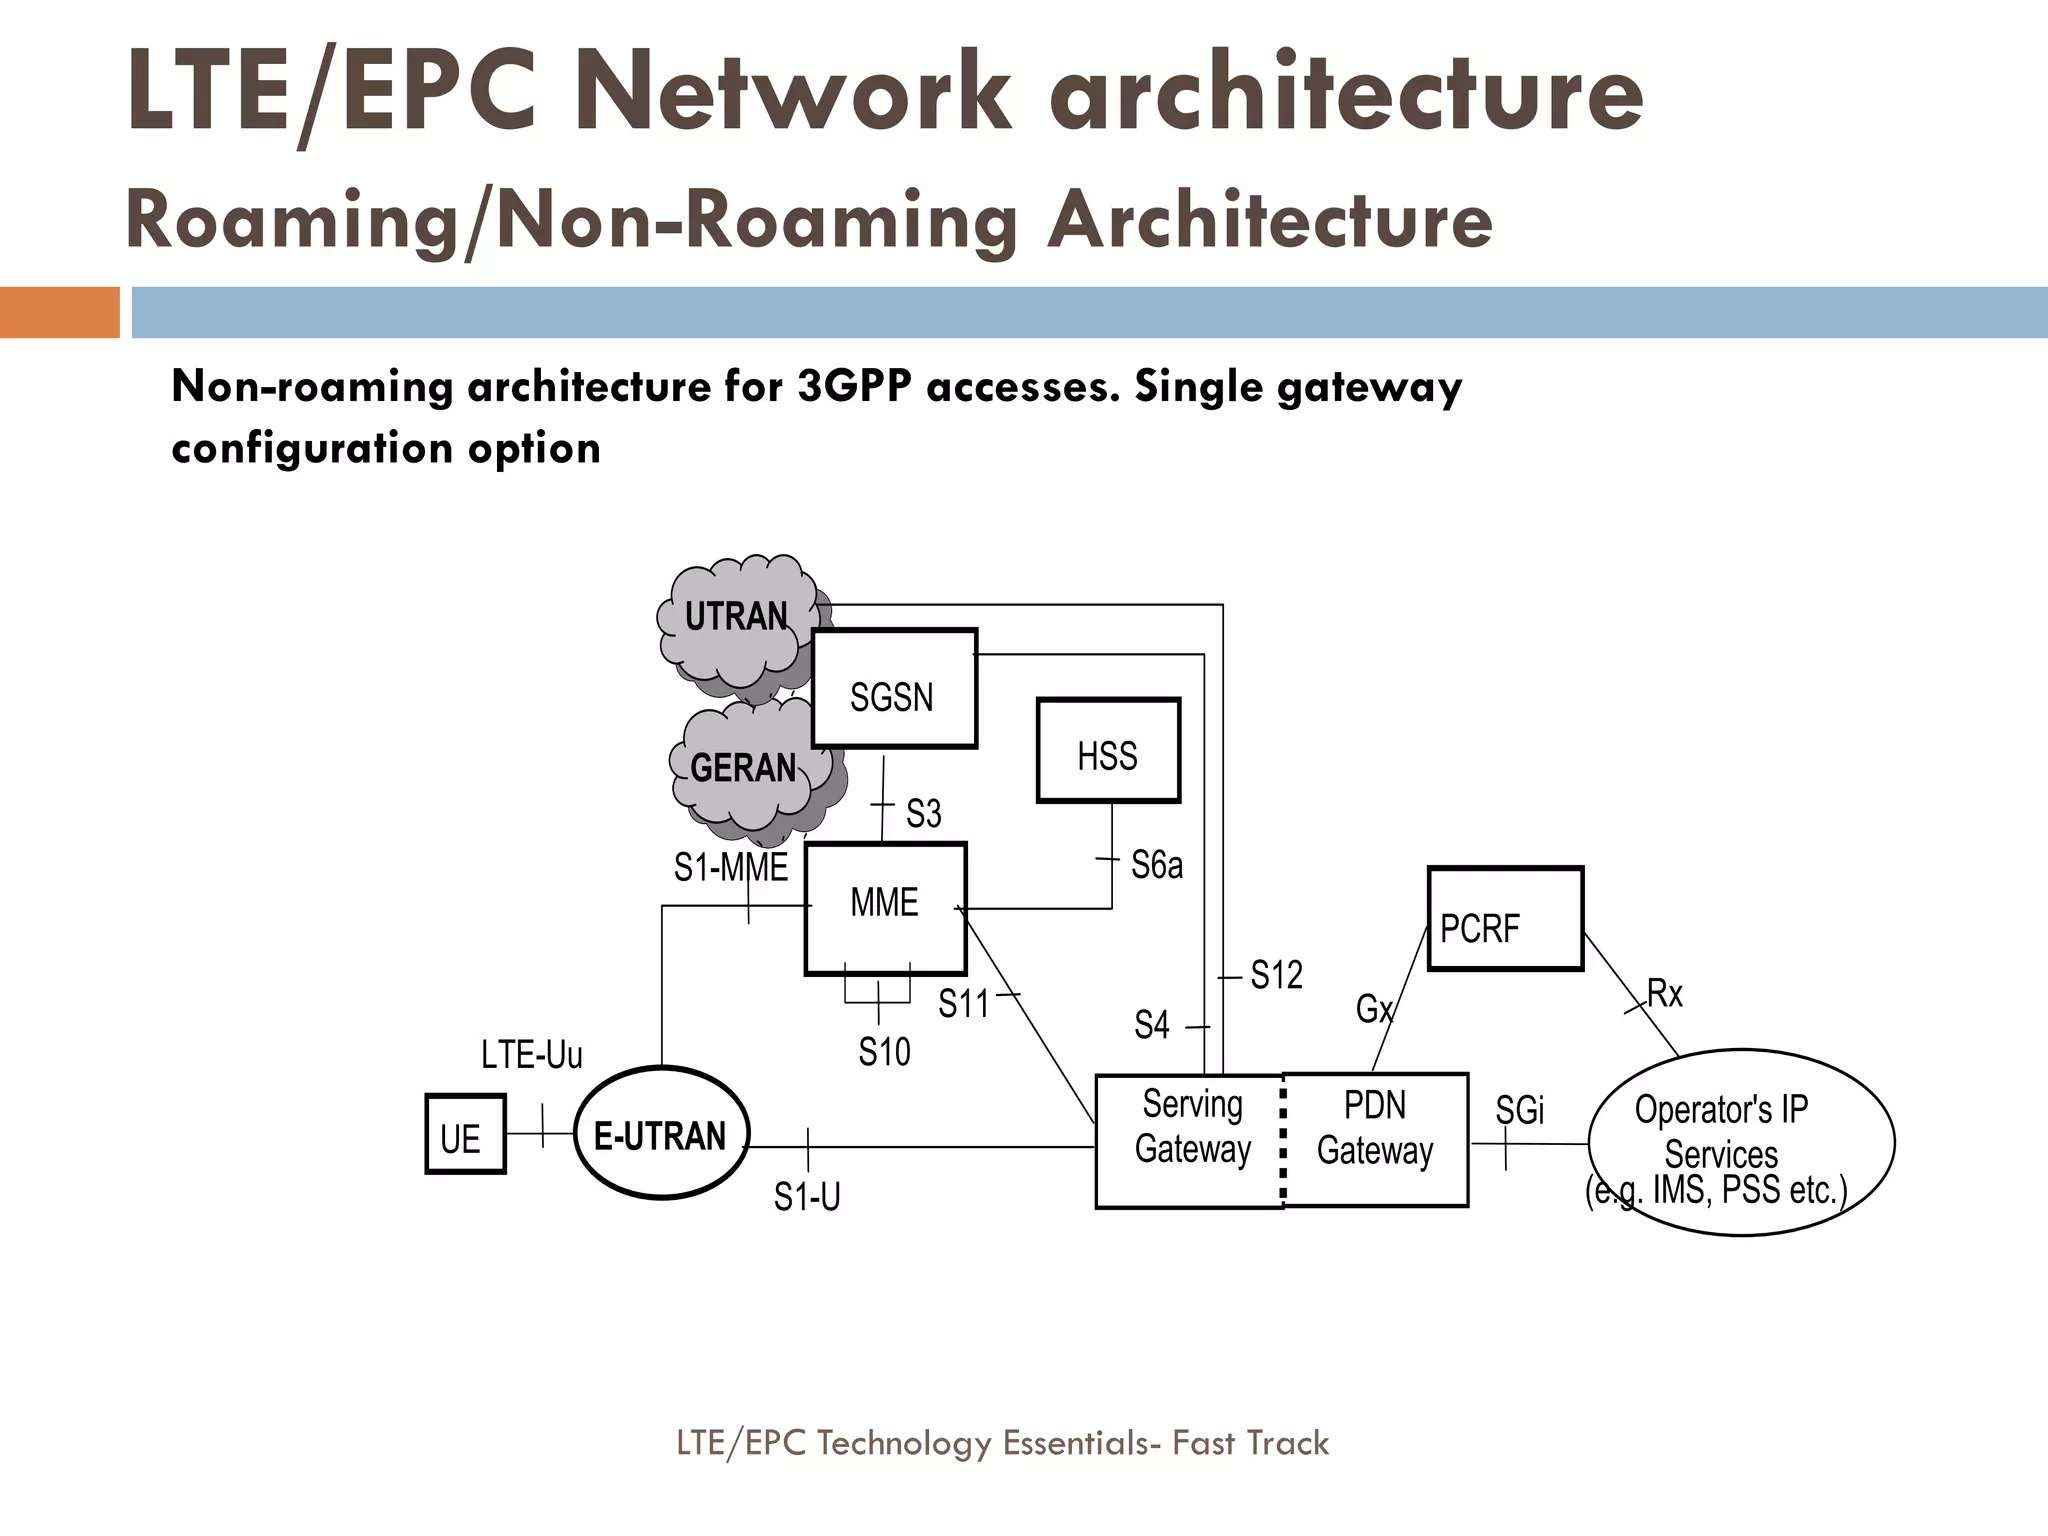 LTE/EPC Network architecture
Roaming/Non-Roaming Architecture
Non-roaming architecture for 3GPP accesses. Single gateway
configuration option
UTRAN
SGSN
HSS
GERAN
S3
S1-MME
S6a
MME
PCRF
S12
Rx
S11
Gx
S4
S10
LTE-Uu
Serving
Gateway
PDN
Gateway
SGi
Operator's IP
Services
(e.g. IMS, PSS etc.)
UE
E-UTRAN
S1-U
LTE/EPC Technology Essentials- Fast Track